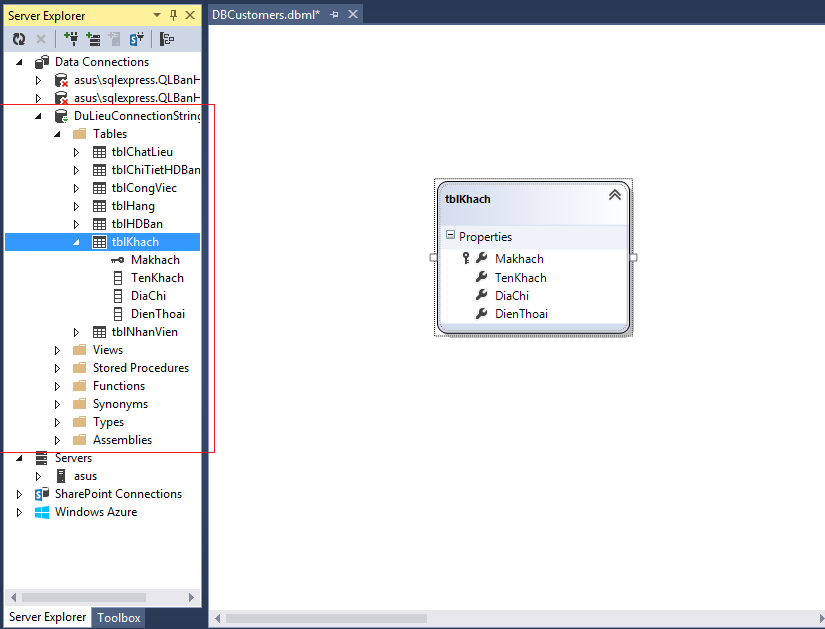 Server Explorer
Data Connections
asus\sqlexpress.QLBanH
asus\sqlexpress.QLBanH
DuLieuConnectionString
Tables
tblChatLieu
tblChiTietHDBan
tblCongViec
tblHang
tblHDBan
tblKhach
Makhach
TenKhach
DiaChi
DienThoai
tblNhanVien
Views
Stored Procedures
Functions
Synonyms
Types
Assemblies
Servers
asus
SharePoint Connections
Windows Azure
Server Explorer
Toolbox
DBCustomers.dbml*
tblKhach
Properties
Makhach
TenKhach
DiaChi
DienThoai